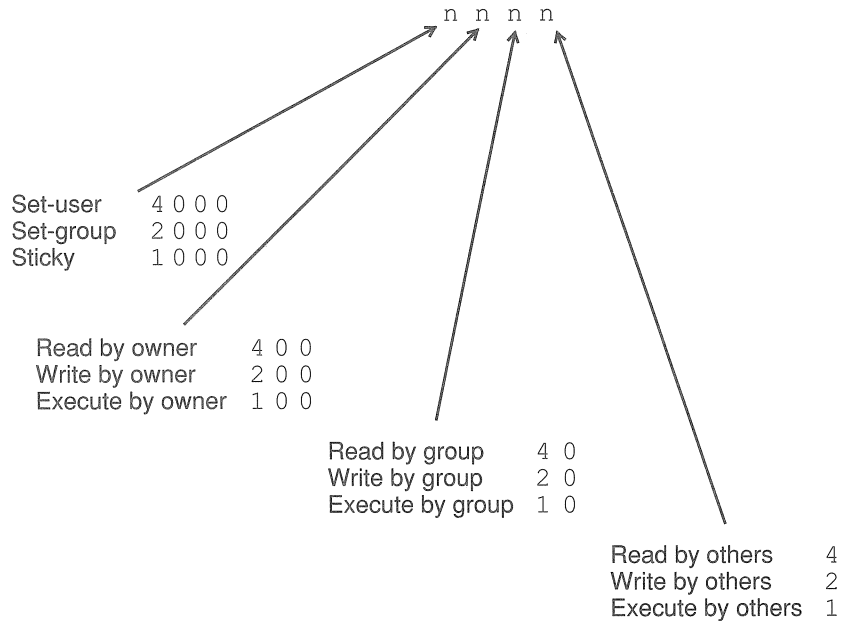 n n n n
Set-user 4 0 0 0
Set-group 2 0 0 0
Sticky 1 0 0 0
Read by owner 4 0 0
Write by owner 2 0 0
Execute by owner 1 0 0
Read by group 4 0
Write by group 2 0
Execute by group 1 0
Read by others 4
Write by others 2
Execute by others 1